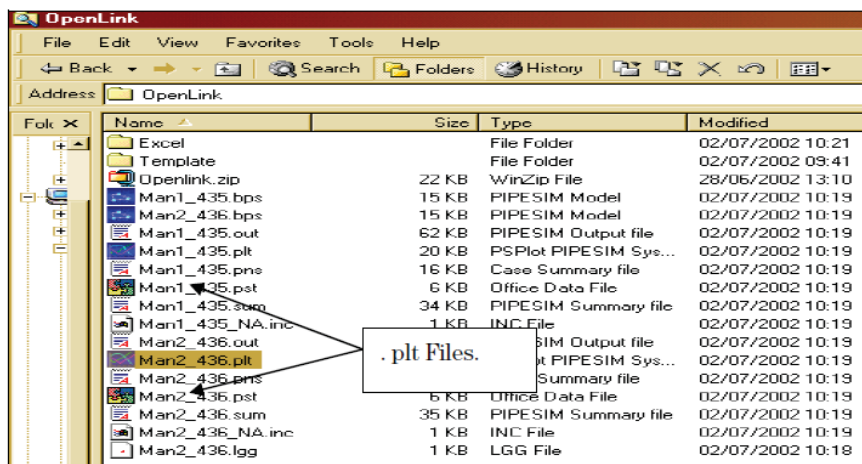 OpenLink
File Edit View Favorites Tools Help
Back Search Folders History
Address OpenLink
Name Size Type Modified
Excel File Folder 02/07/2002 10:21
Template File Folder 02/07/2002 09:41
Openlink.zip 22 KB WinZip File 28/06/2002 13:10
Man1_435.bps 15 KB PIPESIM Model 02/07/2002 10:19
Man2_436.bps 15 KB PIPESIM Model 02/07/2002 10:19
Man1_435.out 62 KB PIPESIM Output file 02/07/2002 10:19
Man1_435.plt 20 KB PSPlot PIPESIM Sys... 02/07/2002 10:19
Man1_435.pns 16 KB Case Summary file 02/07/2002 10:19
Man1_435.pst 6 KB Office Data File 02/07/2002 10:19
Man1_435.sum 34 KB PIPESIM Summary file 02/07/2002 10:19
Man1_435_NA.inc 1 KB INC File 02/07/2002 10:19
Man2_436.out SIM Output file 02/07/2002 10:19
. plt Files.
Man2_436.plt PIPESIM Sys... 02/07/2002 10:19
Man2_436.pns Summary file 02/07/2002 10:19
Man2_436.pst 6 KB Office Data File 02/07/2002 10:19
Man2_436.sum 35 KB PIPESIM Summary file 02/07/2002 10:19
Man2_436_NA.inc 1 KB INC File 02/07/2002 10:19
Man2_436.lgg 1 KB LGG File 02/07/2002 10:18